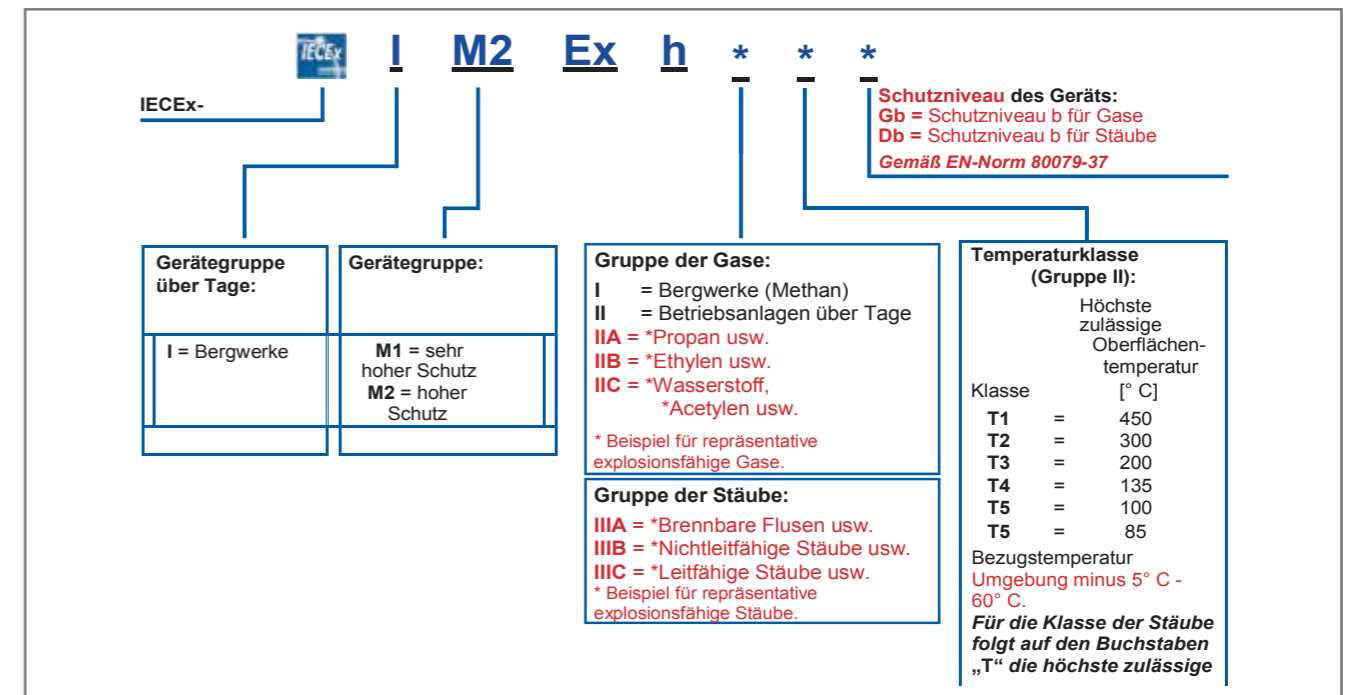 IECEx I M2 Ex h * * *
IECEx-
Schutzniveau des Geräts:
Gb = Schutzniveau b für Gase
Db = Schutzniveau b für Stäube
Gemäß EN-Norm 80079-37
Gerätegruppe
über Tage:
I = Bergwerke
Gerätegruppe:
M1 = sehr
hoher Schutz
M2 = hoher
Schutz
Gruppe der Gase:
I = Bergwerke (Methan)
II = Betriebsanlagen über Tage
IIA = *Propan usw.
IIB = *Ethylen usw.
IIC = *Wasserstoff,
*Acetylen usw.
* Beispiel für repräsentative
explosionsfähige Gase.
Gruppe der Stäube:
IIIA = *Brennbare Flusen usw.
IIIB = *Nichtleitfähige Stäube usw.
IIIC = *Leitfähige Stäube usw.
* Beispiel für repräsentative
explosionsfähige Stäube.
Temperaturklasse
(Gruppe II):
Höchste
zulässige
Oberflächen-
temperatur
Klasse [° C]
T1 = 450
T2 = 300
T3 = 200
T4 = 135
T5 = 100
T5 = 85
Bezugstemperatur
Umgebung minus 5° C -
60° C.
Für die Klasse der Stäube
folgt auf den Buchstaben
„T“ die höchste zulässige